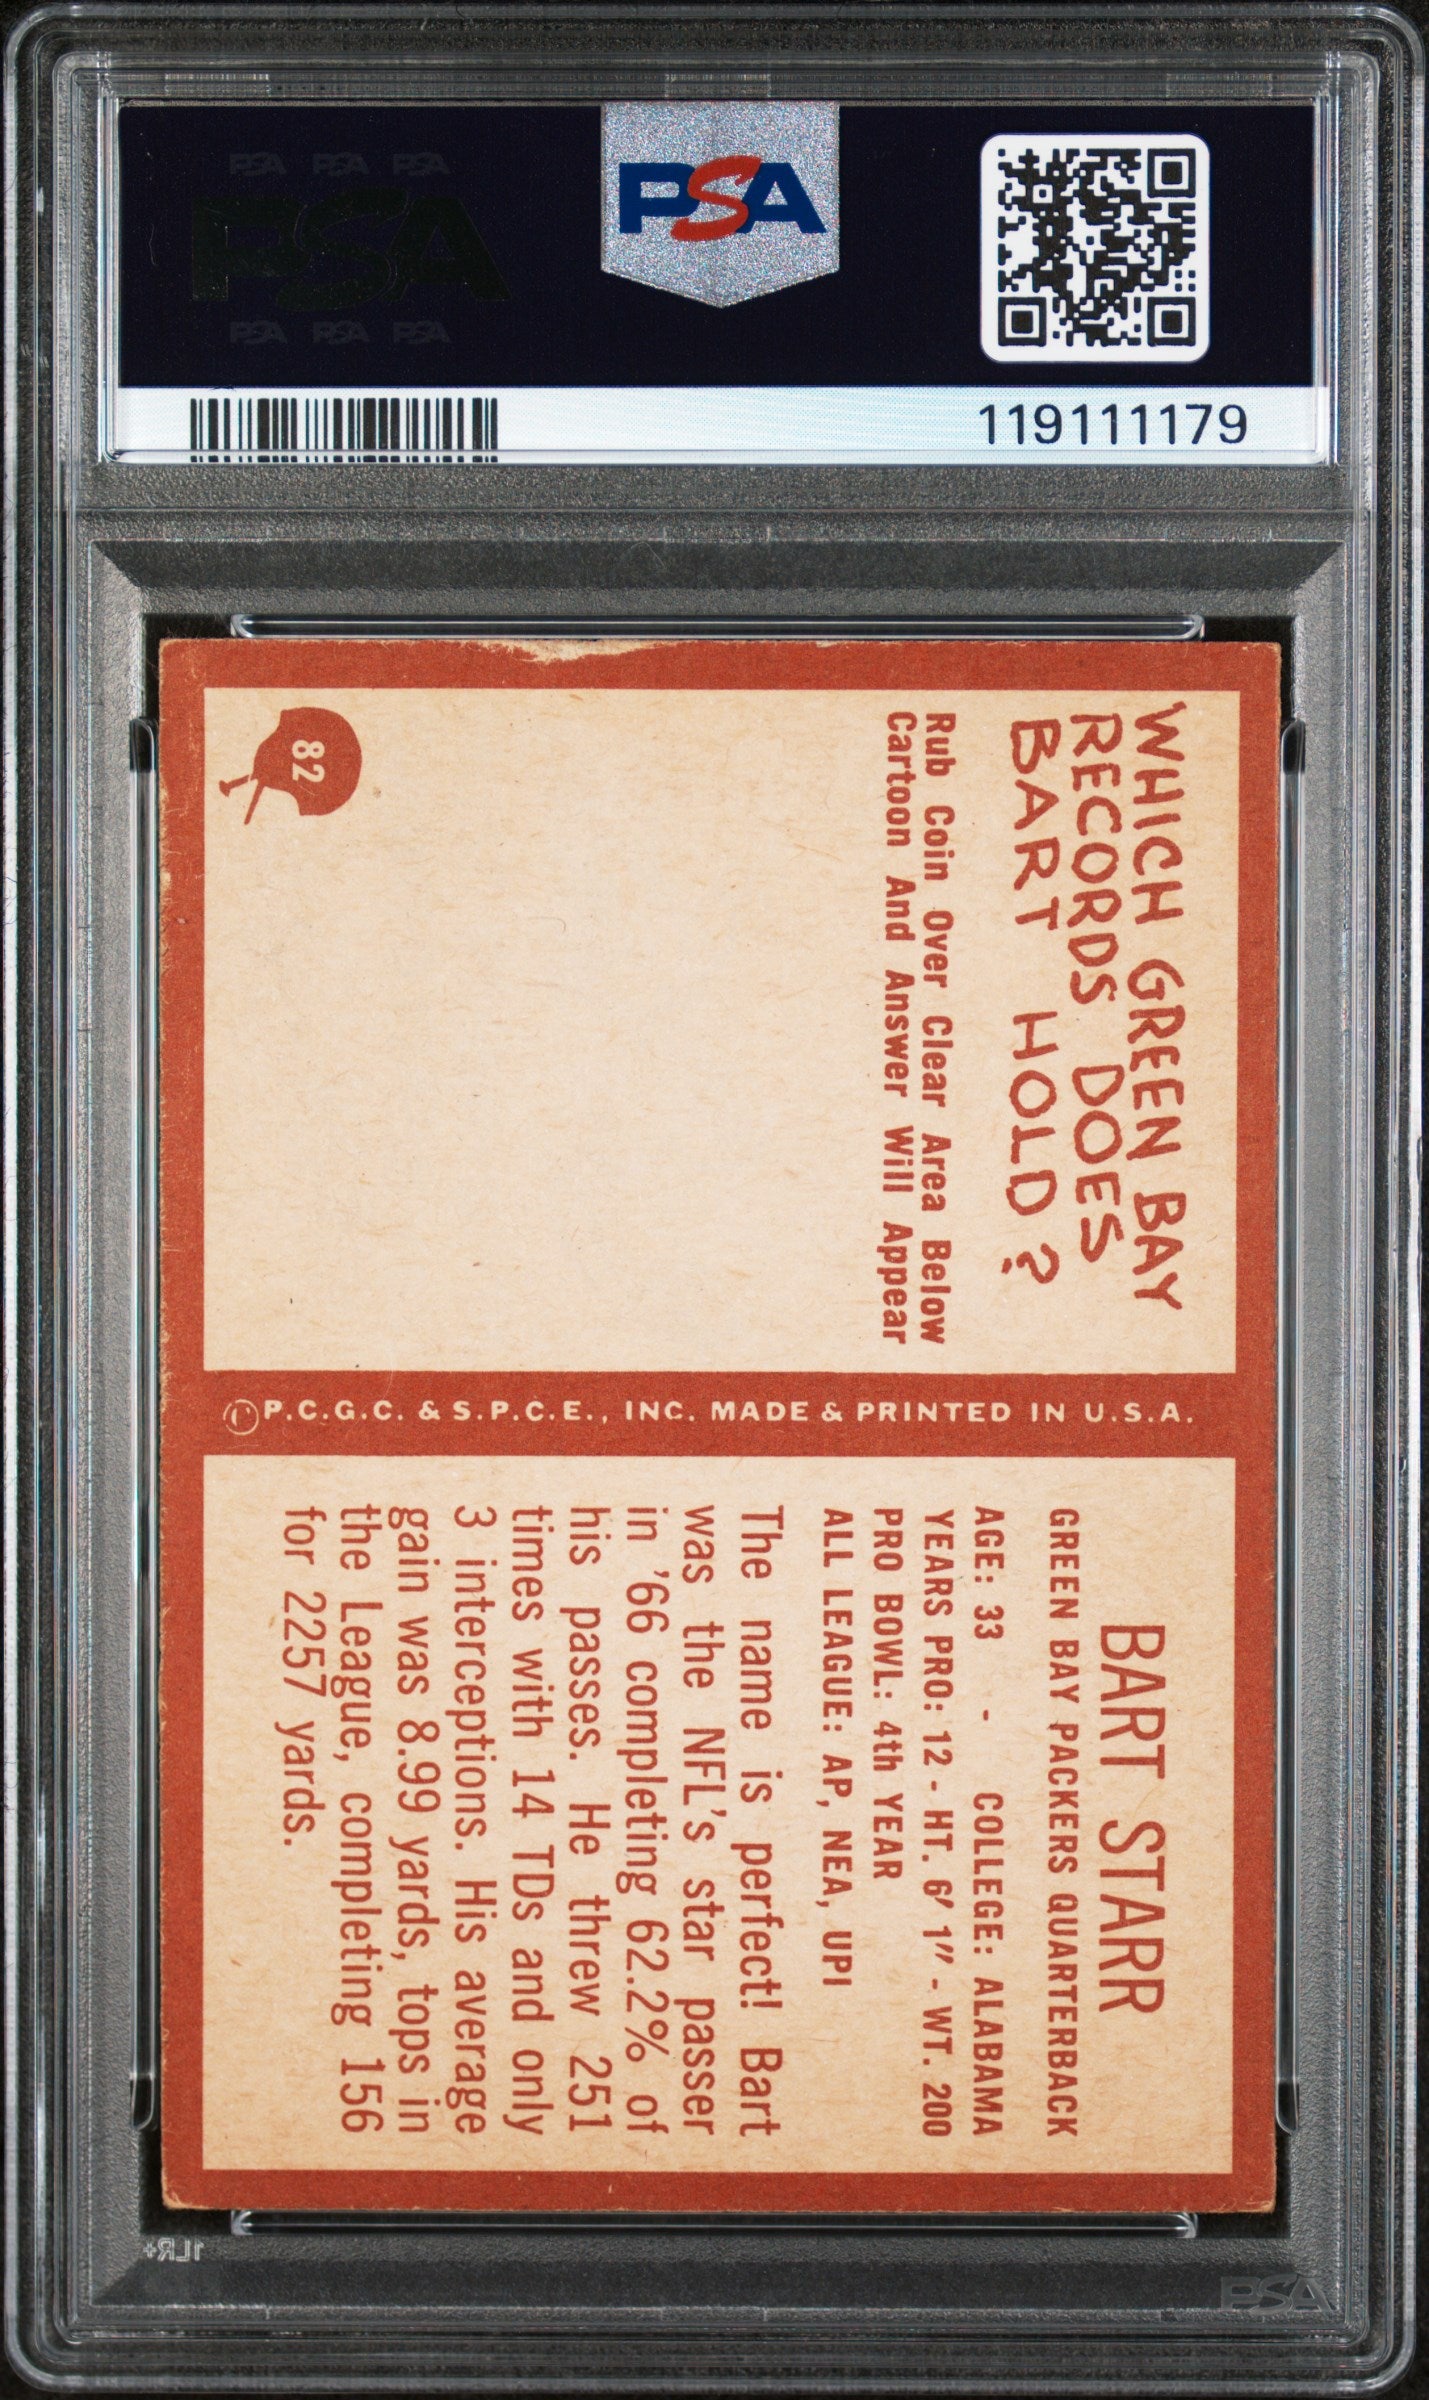 PSA PSA PSA
PSA
PSA PSA PSA
PSA
119111179
WHICH GREEN BAY
RECORDS DOES
BART HOLD?
Rub Coin Over Clear Area Below
Cartoon And Answer Will Appear
82
©P.C.G.C. & S.P.C.E., INC. MADE & PRINTED IN U.S.A.
BART STARR
GREEN BAY PACKERS QUARTERBACK
AGE: 33 - COLLEGE: ALABAMA
YEARS PRO: 12 - HT. 6' 1" - WT. 200
PRO BOWL: 4th YEAR
ALL LEAGUE: AP, NEA, UPI
The name is perfect! Bart
was the NFL's star passer
in '66 completing 62.2% of
his passes. He threw 251
times with 14 TDs and only
3 interceptions. His average
gain was 8.99 yards, tops in
the League, completing 156
for 2257 yards.
1LR+
PSA